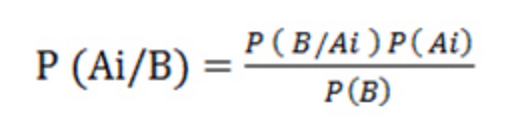 P (Ai/B) = P ( B/Ai ) P( Ai) / P(B)